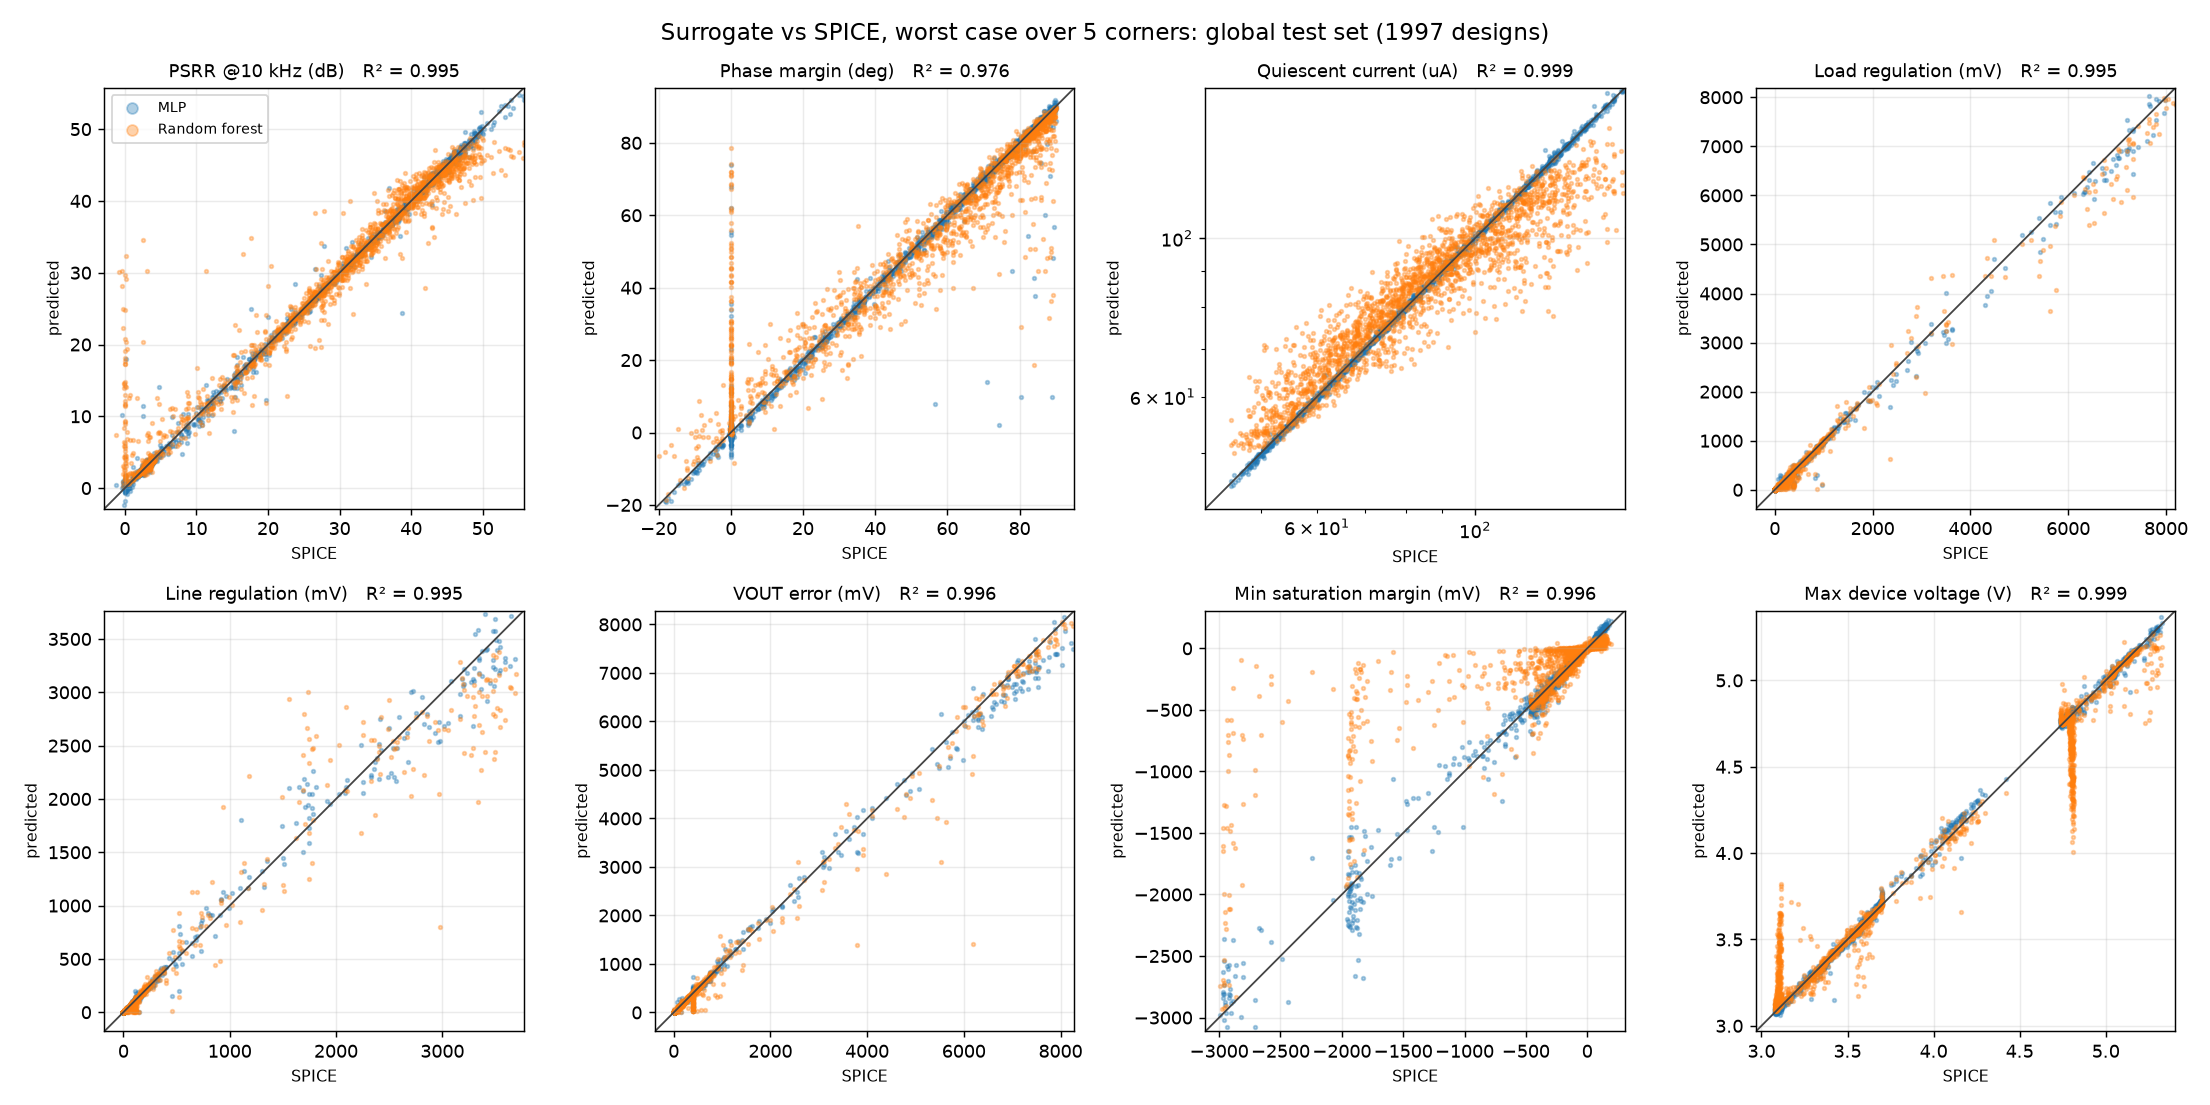 Surrogate vs SPICE, worst case over 5 corners: global test set (1997 designs)
PSRR @10 kHz (dB) R² = 0.995
MLP
Random forest
predicted
50
40
30
20
10
0
0 10 20 30 40 50
SPICE
Phase margin (deg) R² = 0.976
predicted
80
60
40
20
0
−20
−20 0 20 40 60 80
SPICE
Quiescent current (uA) R² = 0.999
predicted
10²
6 × 10¹
6 × 10¹ 10²
SPICE
Load regulation (mV) R² = 0.995
predicted
8000
7000
6000
5000
4000
3000
2000
1000
0
0 2000 4000 6000 8000
SPICE
Line regulation (mV) R² = 0.995
predicted
3500
3000
2500
2000
1500
1000
500
0
0 1000 2000 3000
SPICE
VOUT error (mV) R² = 0.996
predicted
8000
7000
6000
5000
4000
3000
2000
1000
0
0 2000 4000 6000 8000
SPICE
Min saturation margin (mV) R² = 0.996
predicted
0
−500
−1000
−1500
−2000
−2500
−3000
−3000 −2500 −2000 −1500 −1000 −500 0
SPICE
Max device voltage (V) R² = 0.999
predicted
5.0
4.5
4.0
3.5
3.0
3.0 3.5 4.0 4.5 5.0
SPICE